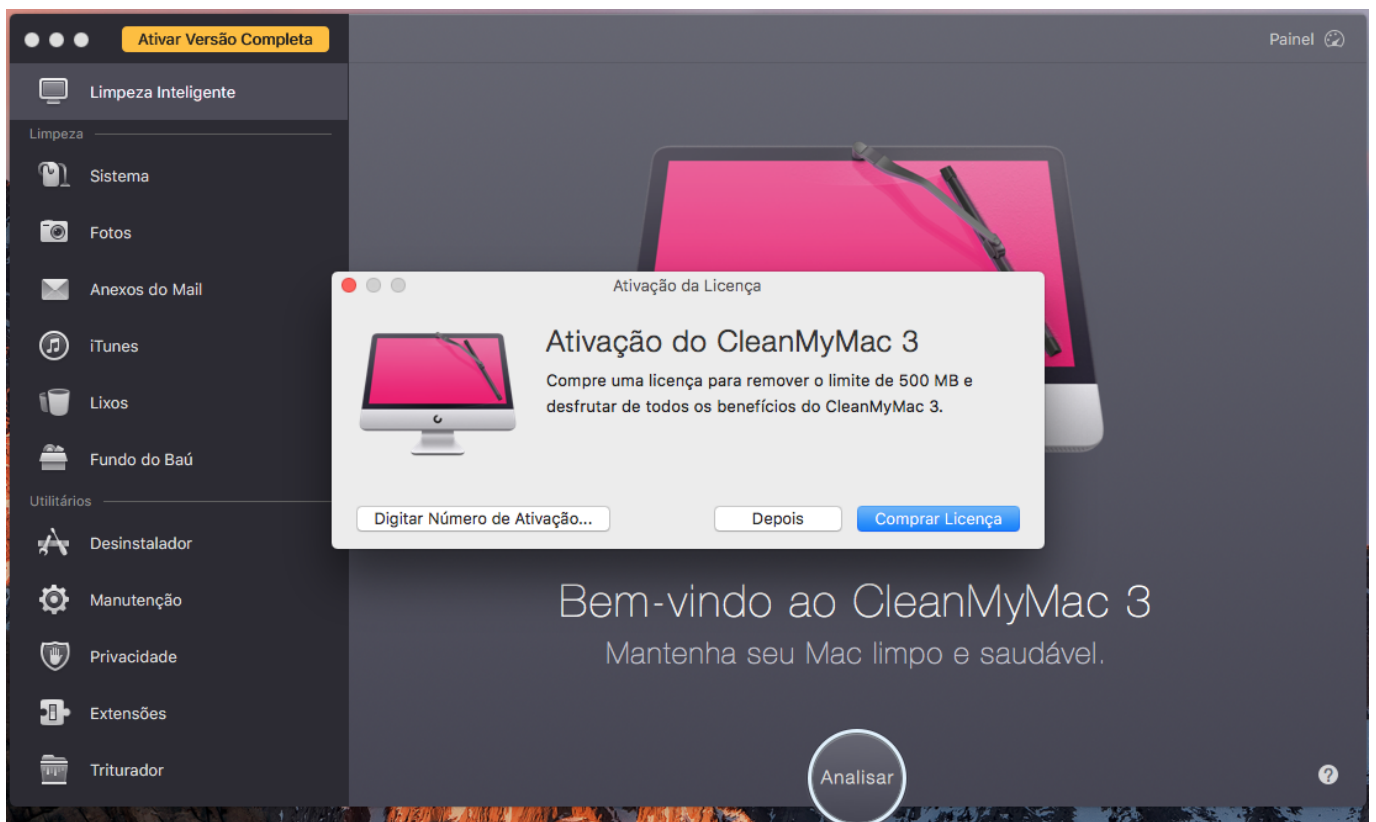 Ativar Versão Completa
Painel
Limpeza Inteligente
Limpeza
Sistema
Fotos
Anexos do Mail
iTunes
Lixos
Fundo do Baú
Utilitários
Desinstalador
Manutenção
Privacidade
Extensões
Triturador
Ativação da Licença
Ativação do CleanMyMac 3
Compre uma licença para remover o limite de 500 MB e
desfrutar de todos os benefícios do CleanMyMac 3.
Digitar Número de Ativação...
Depois
Comprar Licença
Bem-vindo ao CleanMyMac 3
Mantenha seu Mac limpo e saudável.
Analisar
?